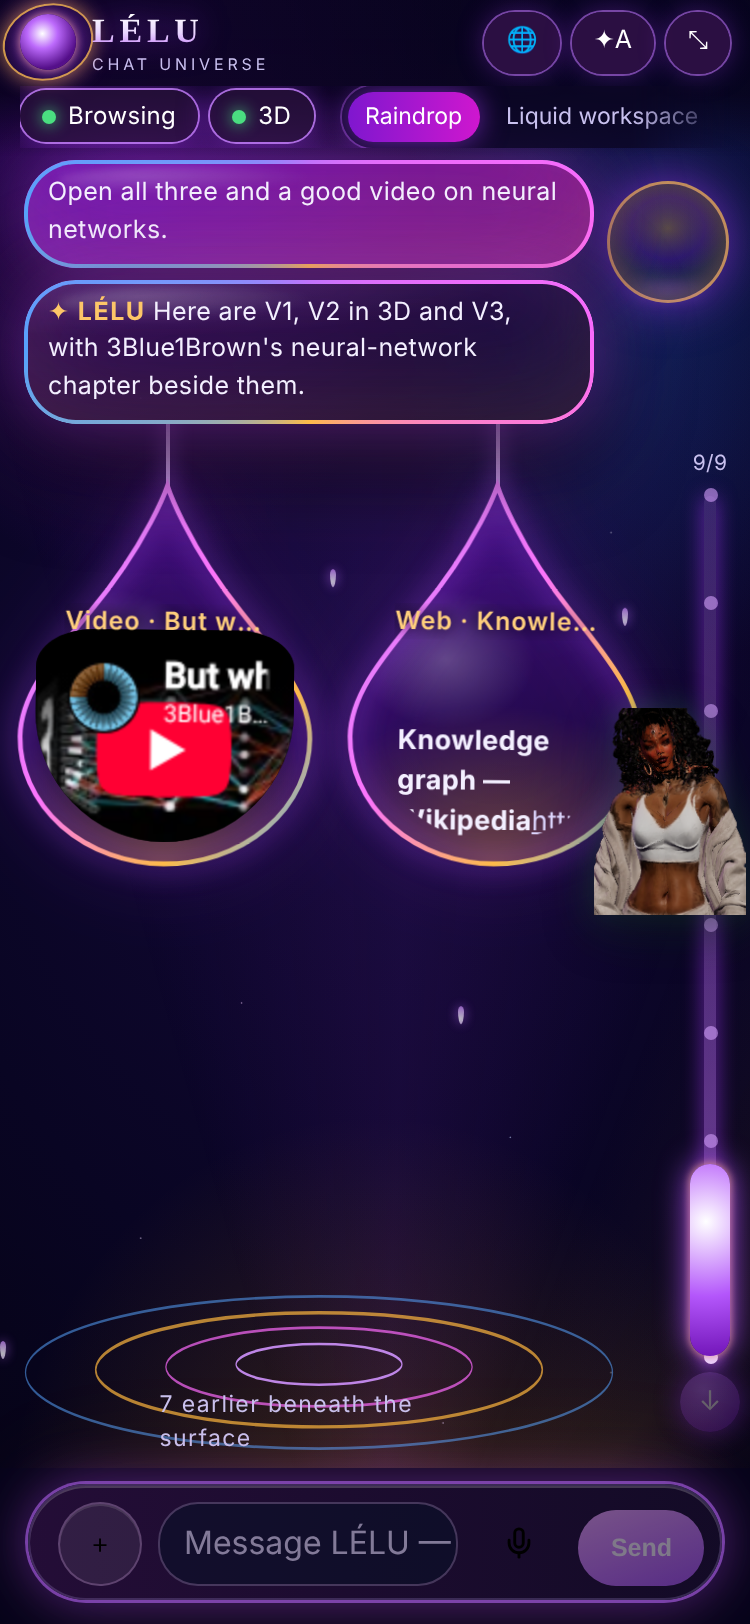 LÉLU
CHAT UNIVERSE
✦A
Browsing
3D
Raindrop
Liquid workspace
Open all three and a good video on neural
networks.
✦ LÉLU Here are V1, V2 in 3D and V3,
with 3Blue1Brown's neural-network
chapter beside them.
9/9
Video · But w...
Web · Knowle...
But wh
3Blue1B...
Knowledge
graph —
Wikipediahtt
7 earlier beneath the
surface
+
Message LÉLU —
Send